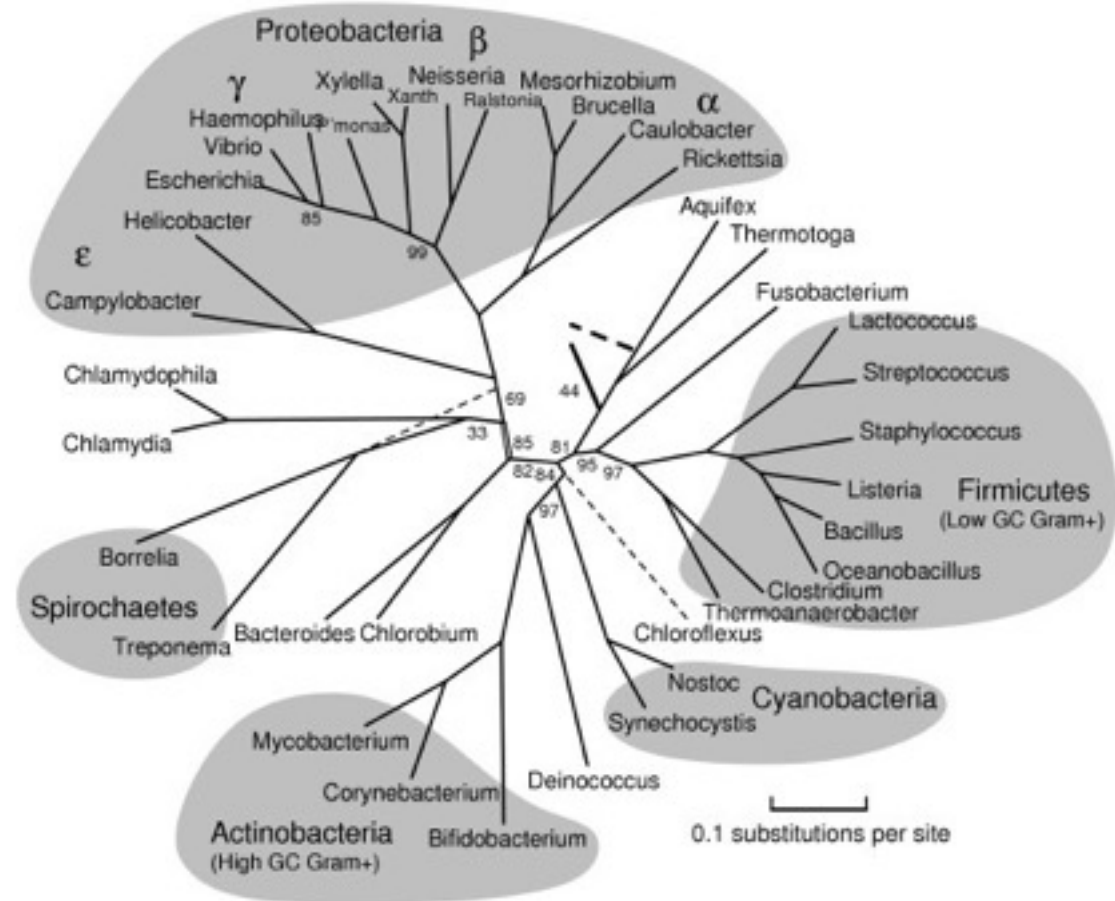 Proteobacteria
β
γ
Xylella
Xanth
Neisseria
Ralstonia
Mesorhizobium
Brucella
α
Caulobacter
Rickettsia
Haemophilus
P'monas
Vibrio
Escherichia
85
Helicobacter
99
ε
Campylobacter
Aquifex
Thermotoga
Fusobacterium
Lactococcus
Streptococcus
Staphylococcus
Listeria
Firmicutes
(Low GC Gram+)
Bacillus
Oceanobacillus
Clostridium
Thermoanaerobacter
Chloroflexus
Chlamydophila
Chlamydia
69
33
85
82
84
81
95
97
44
97
Borrelia
Spirochaetes
Treponema
Bacteroides
Chlorobium
Nostoc
Cyanobacteria
Synechocystis
Mycobacterium
Corynebacterium
Deinococcus
Actinobacteria
(High GC Gram+)
Bifidobacterium
0.1 substitutions per site